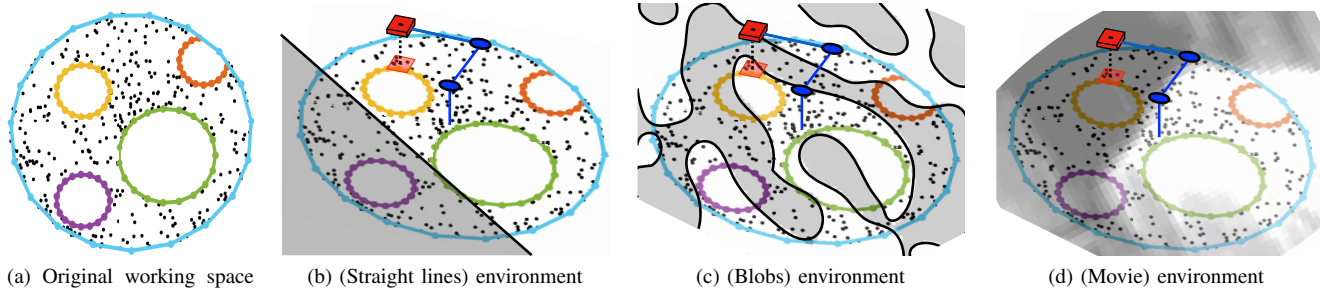 (a) Original working space
(b) (Straight lines) environment
(c) (Blobs) environment
(d) (Movie) environment